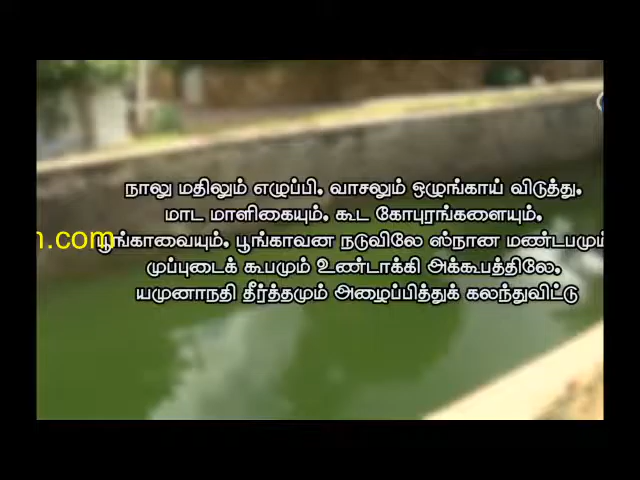 நாலு மதிலும் எழுப்பி, வாசலும் ஒழுங்காய் விடுத்து,
மாட மாளிகையும், கூட கோபுரங்களையும்,
பூங்காவையும், பூங்காவன நடுவிலே ஸ்நான மண்டபமும்
முப்புடைக் கூபமும் உண்டாக்கி அக்கூபத்திலே,
யமுனாநதி தீர்த்தமும் அழைப்பித்துக் கலந்துவிட்டு
.com